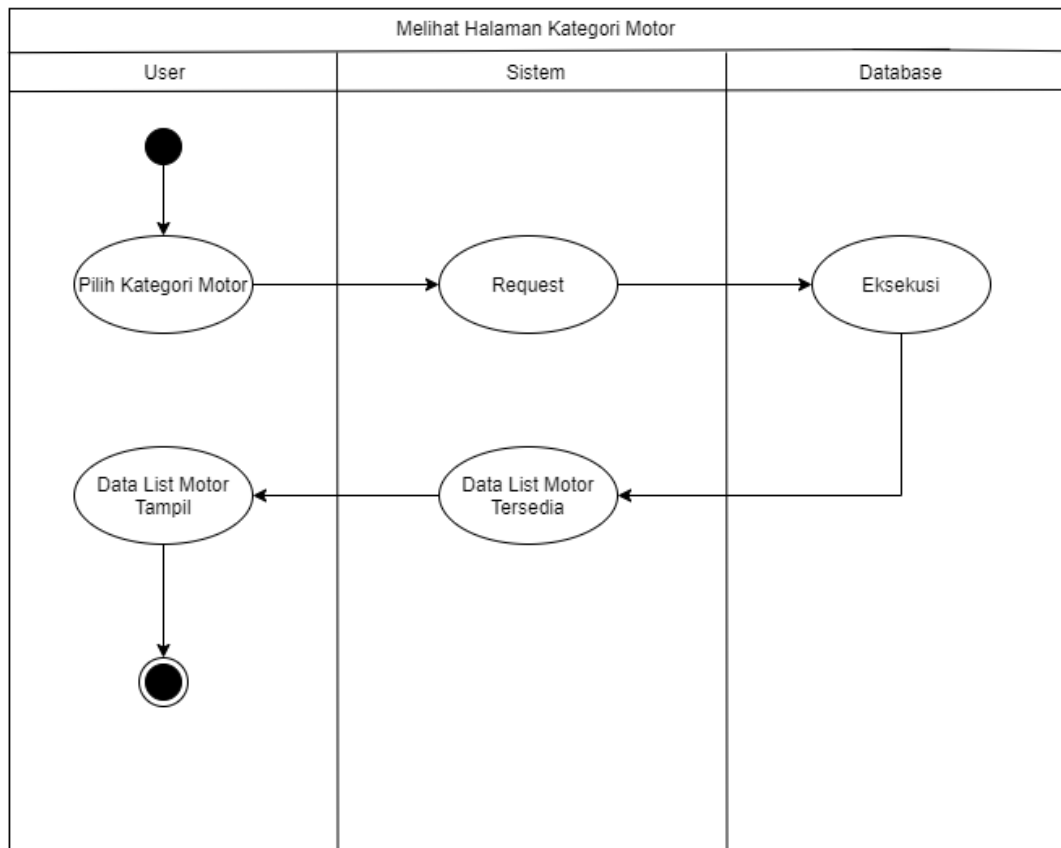 Melihat Halaman Kategori Motor
User
Sistem
Database
Pilih Kategori Motor
Request
Eksekusi
Data List Motor
Tampil
Data List Motor
Tersedia